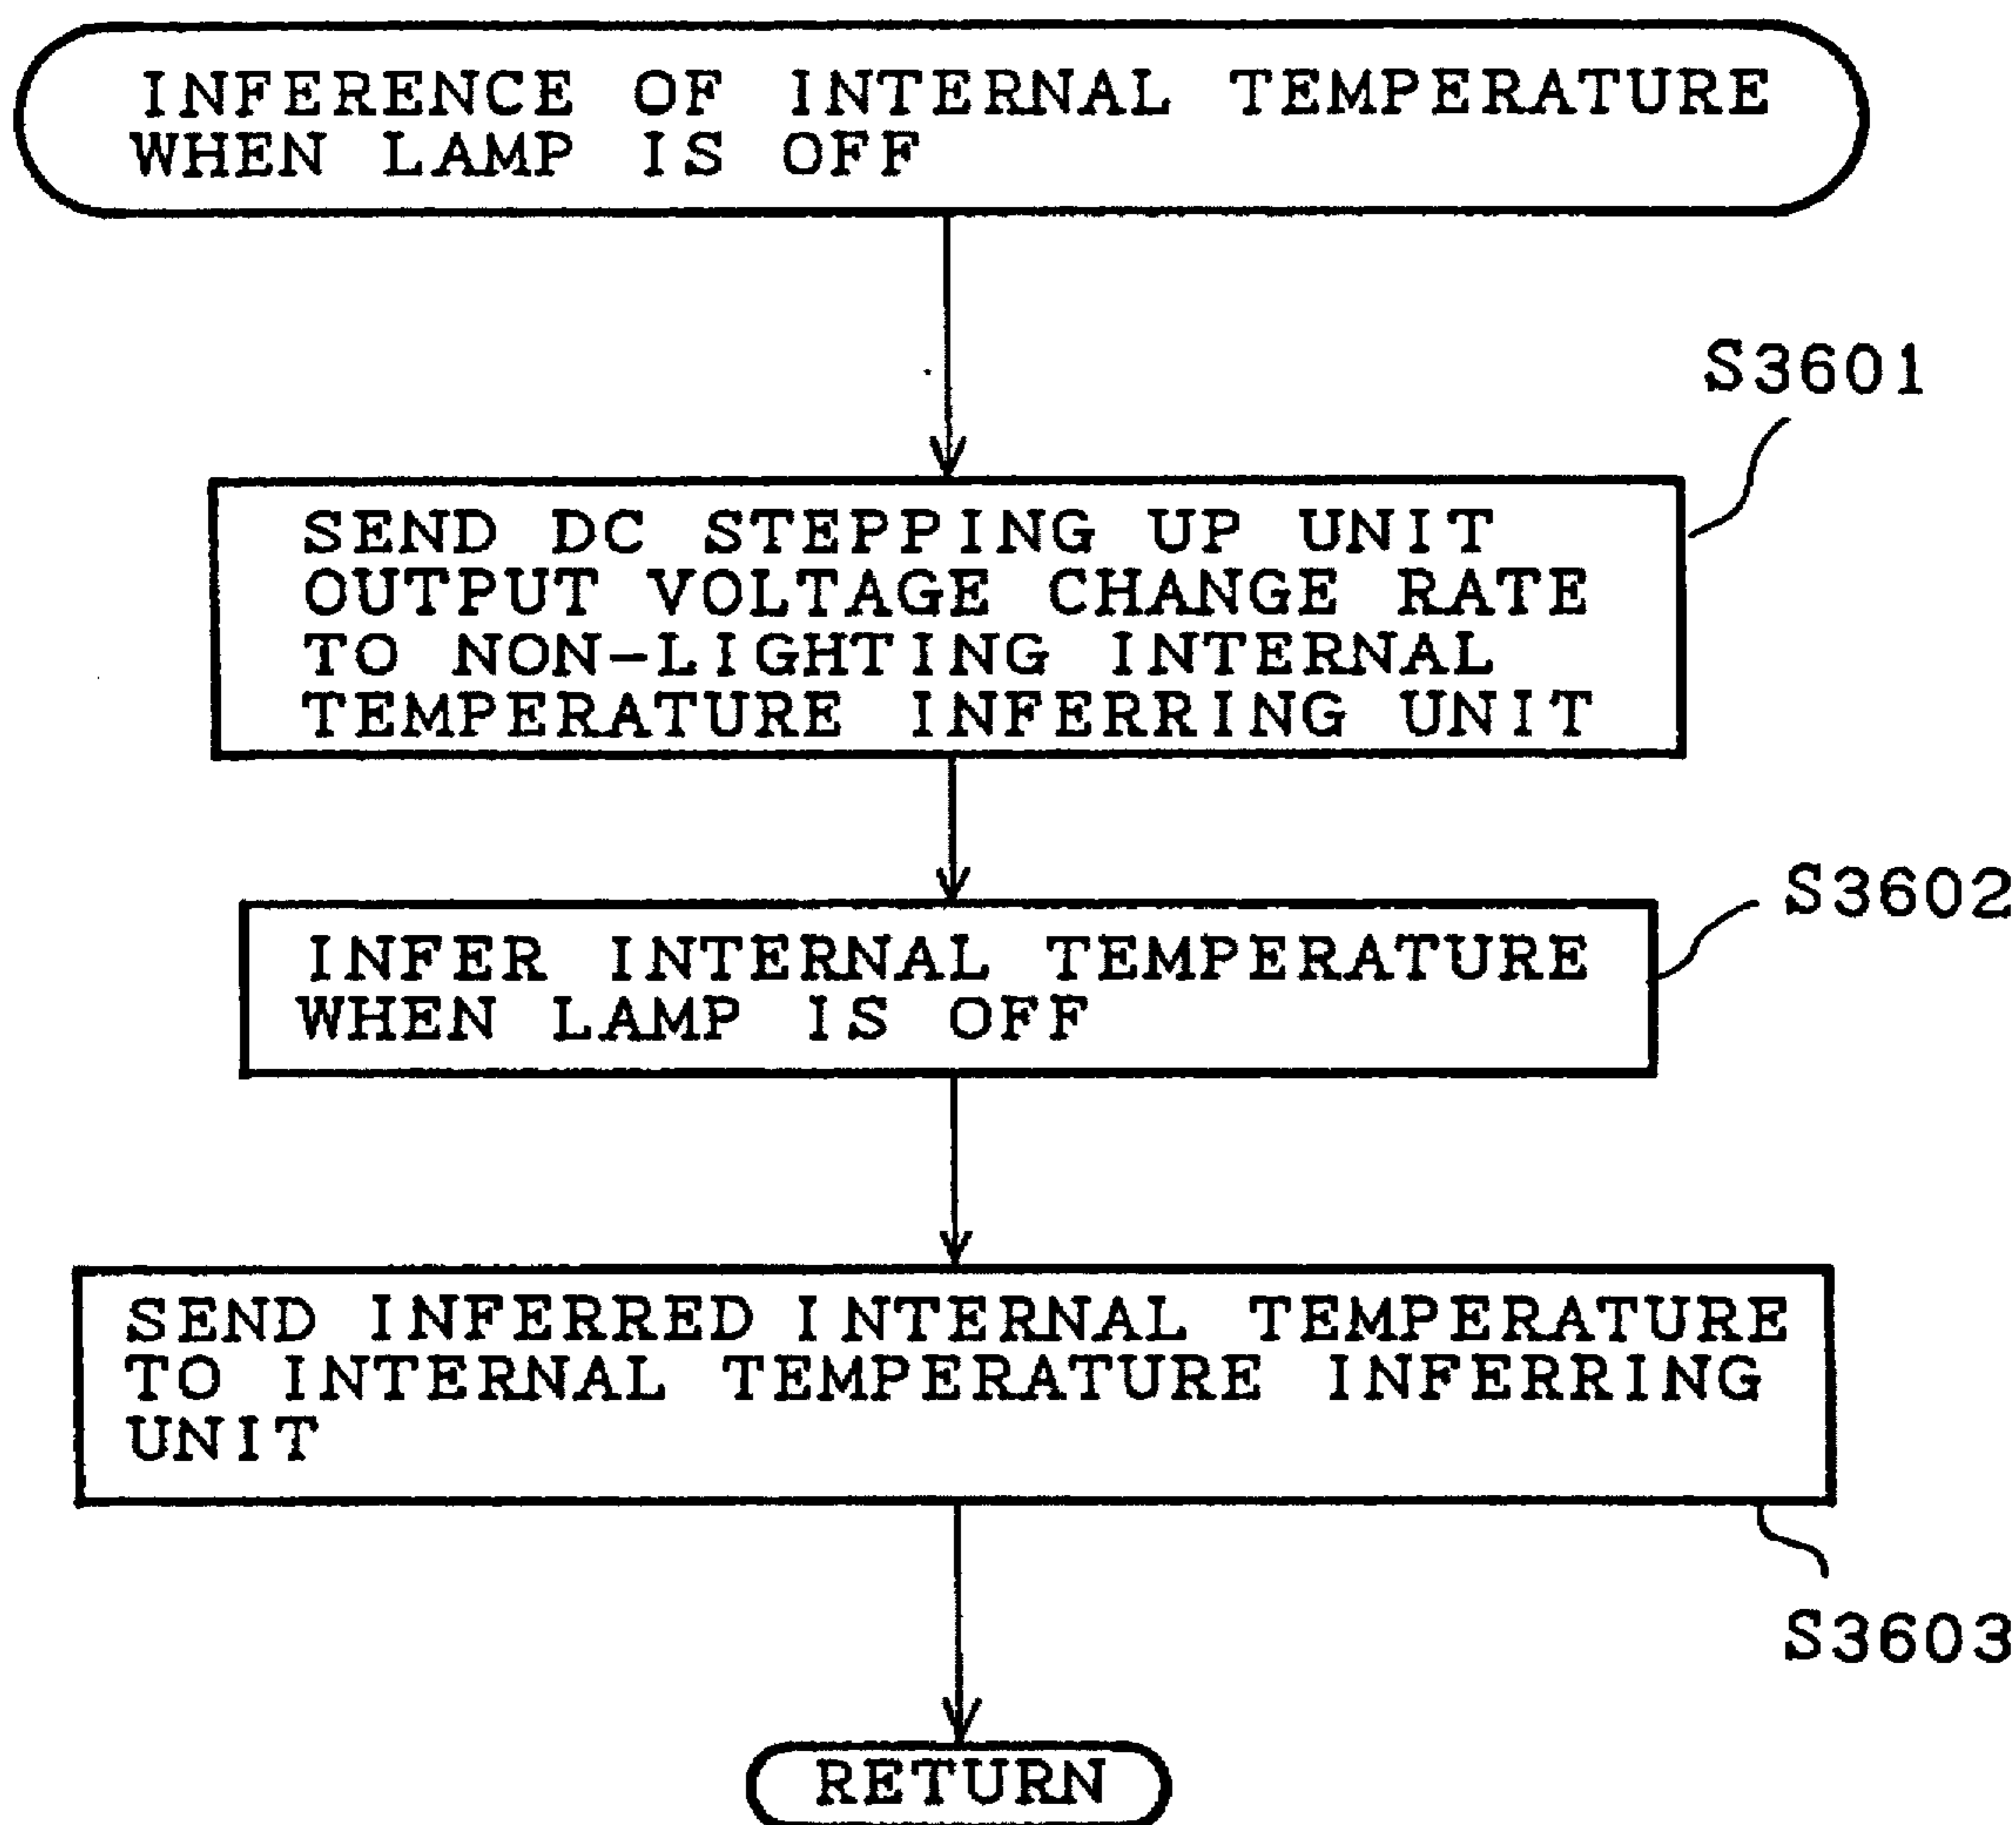 INFERENCE OF INTERNAL TEMPERATURE
WHEN LAMP IS OFF
S3601
SEND DC STEPPING UP UNIT
OUTPUT VOLTAGE CHANGE RATE
TO NON-LIGHTING INTERNAL
TEMPERATURE INFERRING UNIT
S3602
INFER INTERNAL TEMPERATURE
WHEN LAMP IS OFF
SEND INFERRED INTERNAL TEMPERATURE
TO INTERNAL TEMPERATURE INFERRING
UNIT
S3603
RETURN